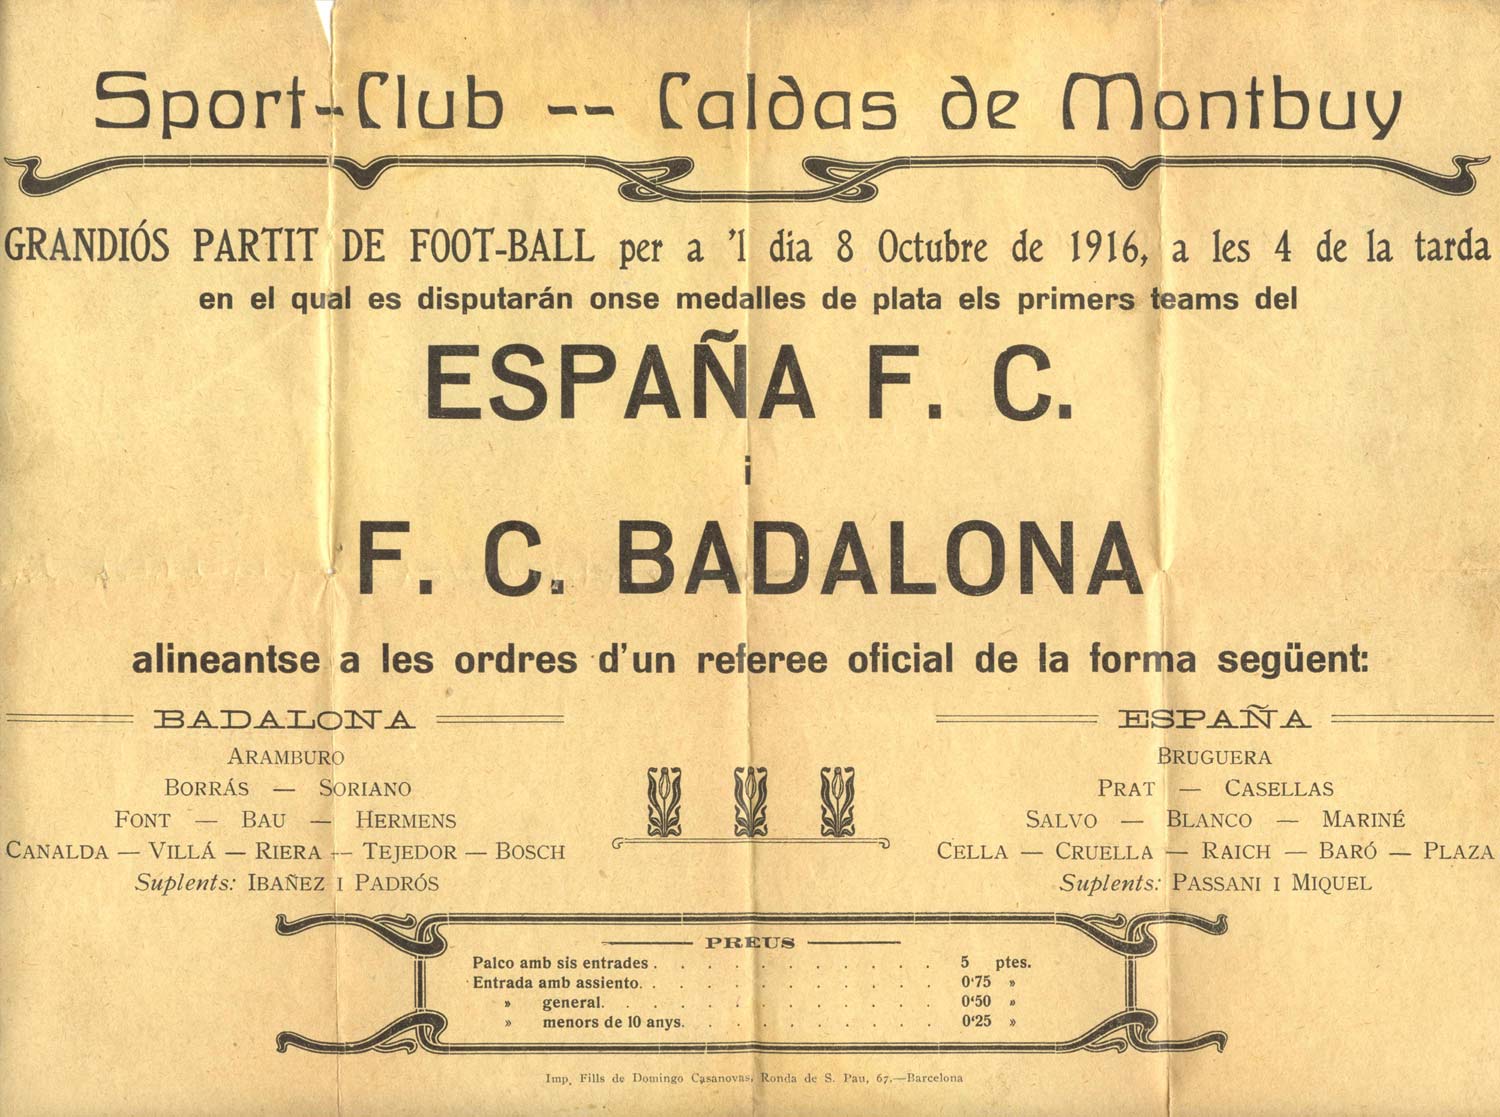 Sport-Club -- Caldas de Montbuy
GRANDIÓS PARTIT DE FOOT-BALL per a 'l dia 8 Octubre de 1916, a les 4 de la tarda
en el qual es disputarán onse medalles de plata els primers teams del
ESPAÑA F. C.
i
F. C. BADALONA
alineantse a les ordres d'un referee oficial de la forma següent:
BADALONA
ARAMBURO
BORRÁS — SORIANO
FONT — BAU — HERMENS
CANALDA — VILLÁ — RIERA — TEJEDOR — BOSCH
Suplents: IBAÑEZ I PADRÓS
ESPAÑA
BRUGUERA
PRAT — CASELLAS
SALVO — BLANCO — MARINÉ
CELLA — CRUELLA — RAICH — BARÓ — PLAZA
Suplents: PASSANI I MIQUEL
PREUS
Palco amb sis entrades . . . . . . . . . . 5 ptes.
Entrada amb assiento. . . . . . . . . . . 0'75 »
» general. . . . . . . . . . . . 0'50 »
» menors de 10 anys. . . . . . . . . . 0'25 »
Imp. Fills de Domingo Casanovas, Ronda de S. Pau, 67.—Barcelona